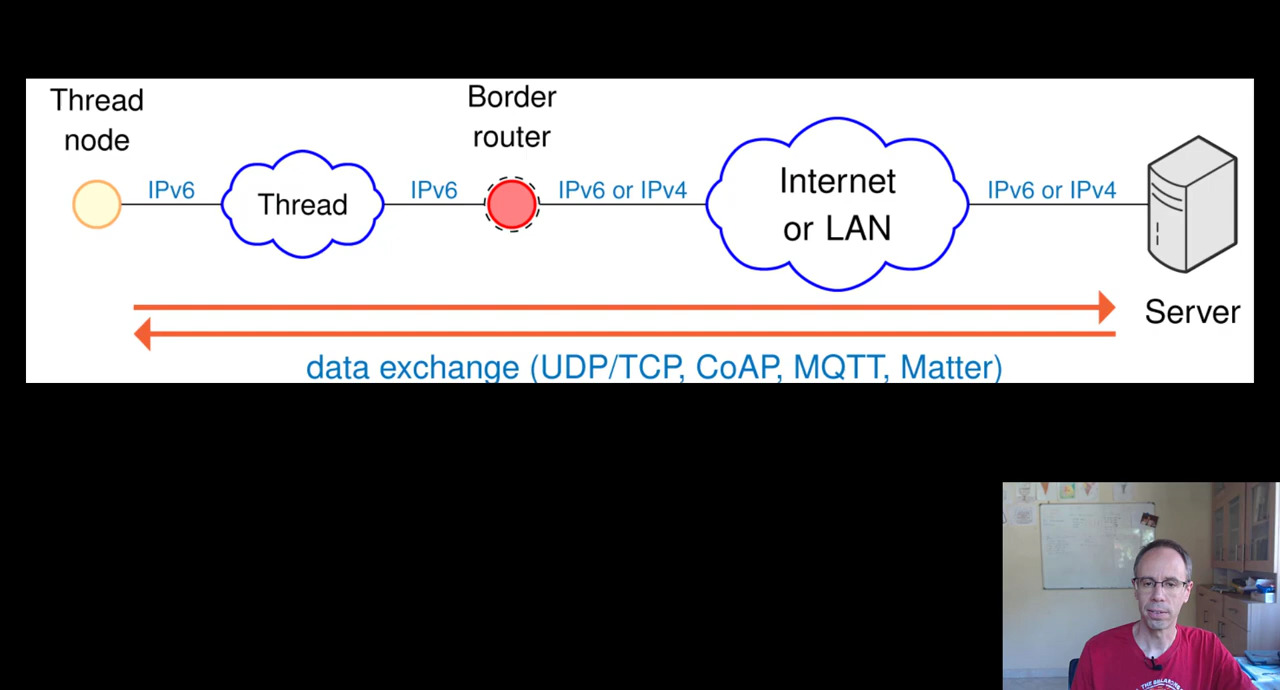 Thread
node
Border
router
IPv6
Thread
IPv6
IPv6 or IPv4
Internet
or LAN
IPv6 or IPv4
Server
data exchange (UDP/TCP, CoAP, MQTT, Matter)